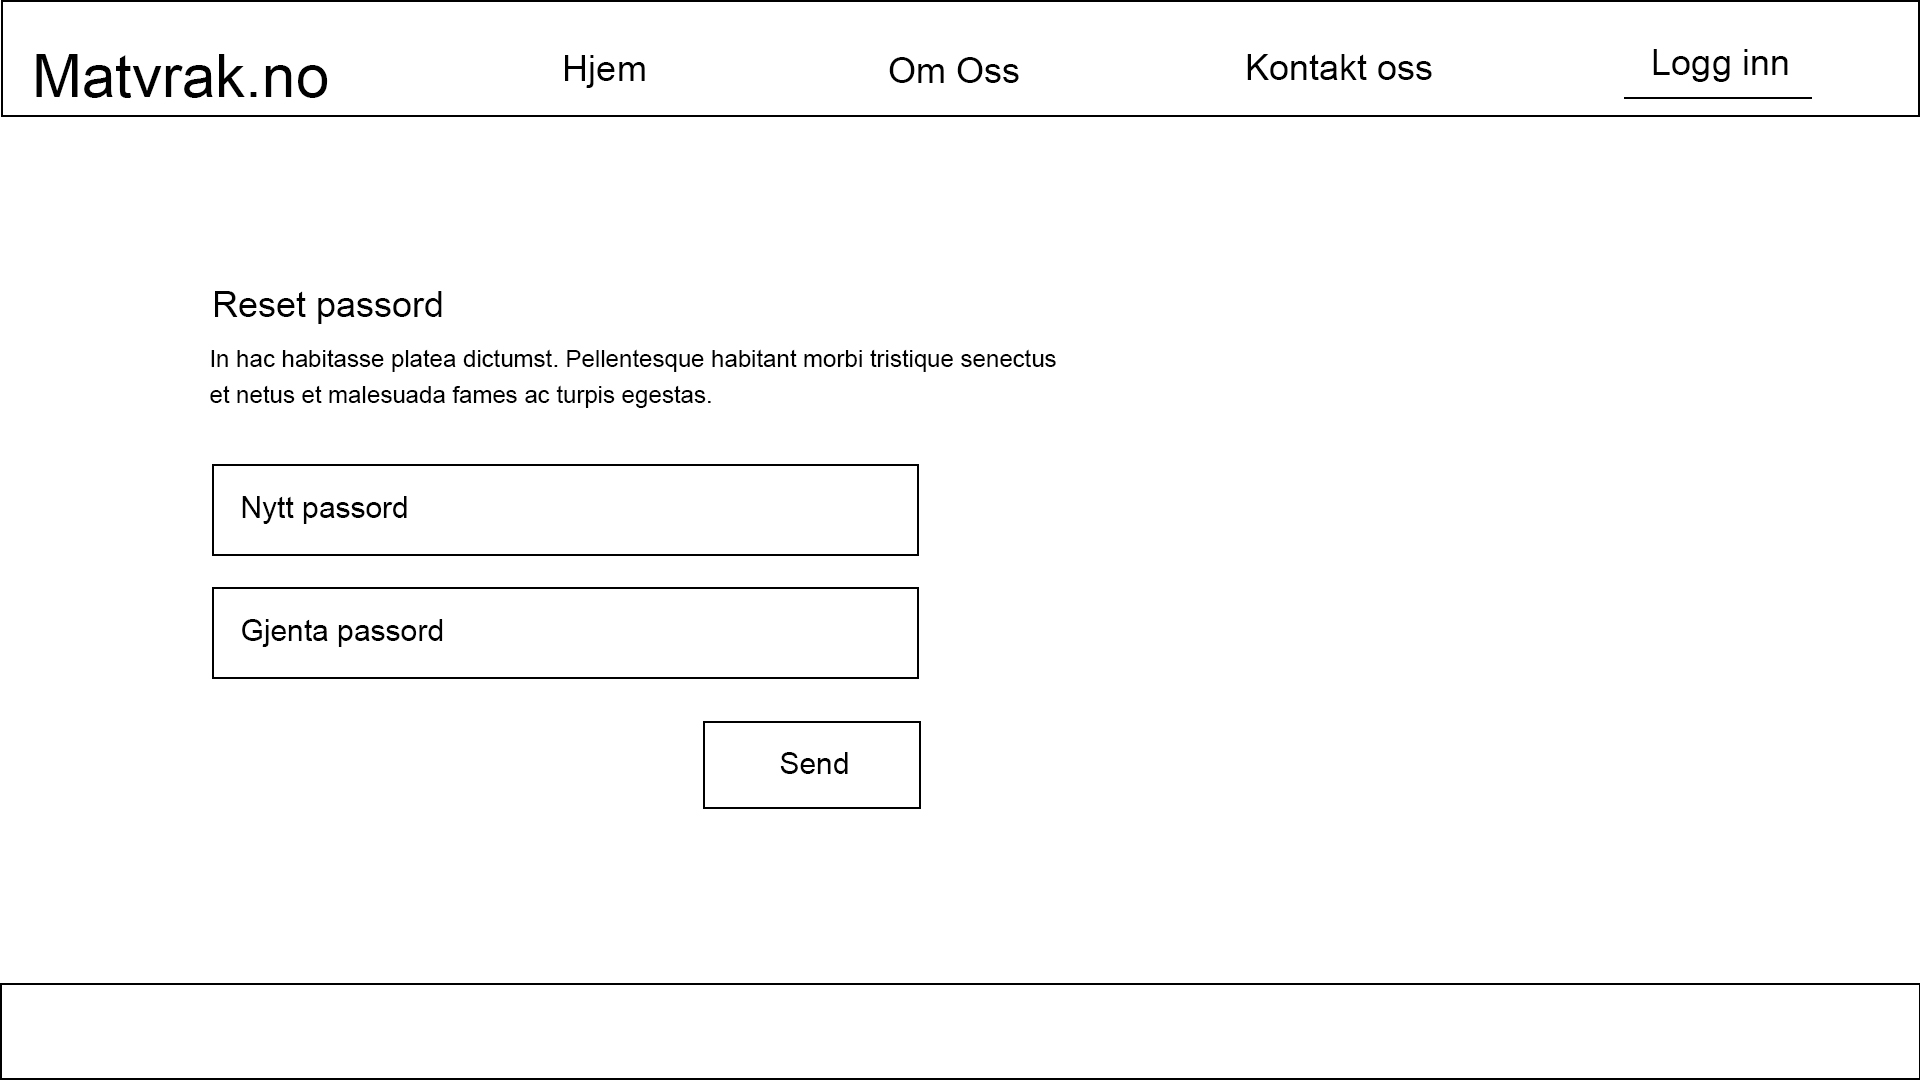 Matvrak.no
Hjem
Om Oss
Kontakt oss
Logg inn
Reset passord
In hac habitasse platea dictumst. Pellentesque habitant morbi tristique senectus
et netus et malesuada fames ac turpis egestas.
Nytt passord
Gjenta passord
Send